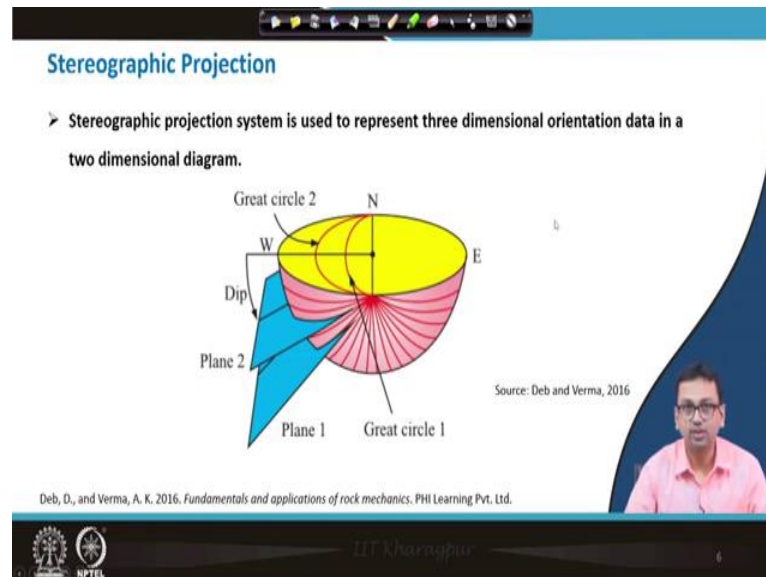 Stereographic Projection
➤ Stereographic projection system is used to represent three dimensional orientation data in a
two dimensional diagram.
Great circle 2
N
W
E
Dip
Plane 2
Source: Deb and Verma, 2016
Plane 1
Great circle 1
Deb, D., and Verma, A. K. 2016. Fundamentals and applications of rock mechanics. PHI Learning Pvt. Ltd.
NPTEL
IIT Kharagpur
6